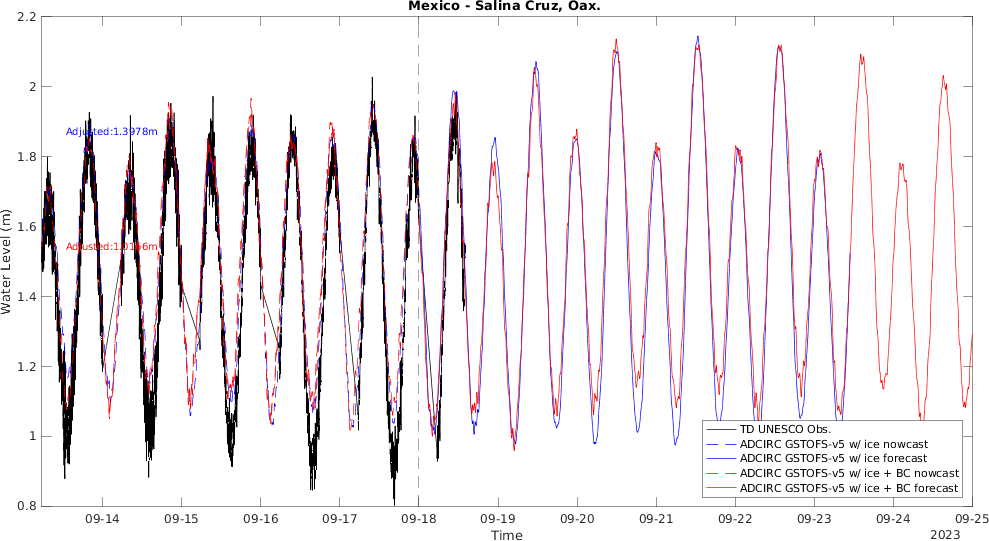 Mexico - Salina Cruz, Oax.
Water Level (m)
2.2
2
1.8
1.6
1.4
1.2
1
0.8
Adjusted:1.3978m
TD UNESCO Obs.
ADCIRC GSTOFS-v5 w/ ice nowcast
ADCIRC GSTOFS-v5 w/ ice forecast
ADCIRC GSTOFS-v5 w/ ice + BC nowcast
ADCIRC GSTOFS-v5 w/ ice + BC forecast
09-14
09-15
09-16
09-17
09-18
09-19
09-20
09-21
09-22
09-23
09-24
09-25
Time
2023